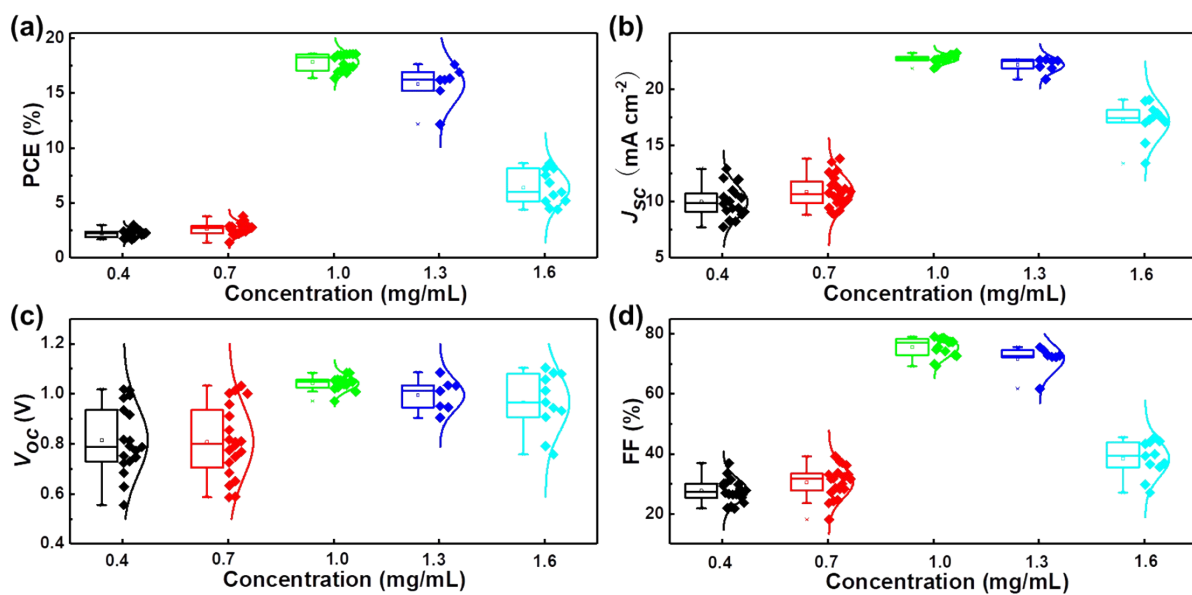 (a)
20
15
10
5
0
PCE (%)
0.4 0.7 1.0 1.3 1.6
Concentration (mg/mL)
(b)
20
15
10
5
JSC (mA cm-2)
0.4 0.7 1.0 1.3 1.6
Concentration (mg/mL)
(c)
1.2
1.0
0.8
0.6
0.4
VOC (V)
0.4 0.7 1.0 1.3 1.6
Concentration (mg/mL)
(d)
80
60
40
20
FF (%)
0.4 0.7 1.0 1.3 1.6
Concentration (mg/mL)